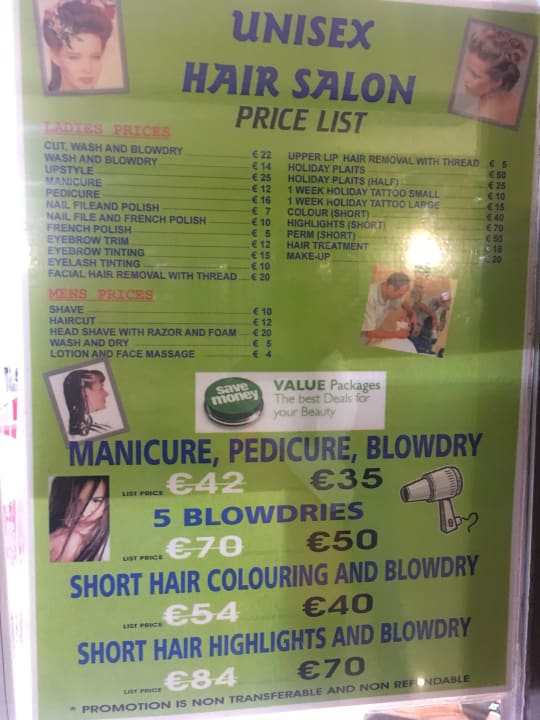 UNISEX
HAIR SALON
PRICE LIST
LADIES PRICES
CUT, WASH AND BLOWDRY € 22
WASH AND BLOWDRY € 14
UPSTYLE € 25
MANICURE € 12
PEDICURE € 16
NAIL FILEAND POLISH € 7
NAIL FILE AND FRENCH POLISH € 10
FRENCH POLISH € 5
EYEBROW TRIM € 12
EYEBROW TINTING € 15
EYELASH TINTING € 10
FACIAL HAIR REMOVAL WITH THREAD € 20
UPPER LIP HAIR REMOVAL WITH THREAD € 5
HOLIDAY PLAITS € 50
HOLIDAY PLAITS (HALF) € 25
1 WEEK HOLIDAY TATTOO SMALL € 10
1 WEEK HOLIDAY TATTOO LARGE € 15
COLOUR (SHORT) € 40
HIGHLIGHTS (SHORT) € 70
PERM (SHORT) € 50
HAIR TREATMENT € 18
MAKE-UP € 20
MENS PRICES
SHAVE € 10
HAIRCUT € 12
HEAD SHAVE WITH RAZOR AND FOAM € 20
WASH AND DRY € 5
LOTION AND FACE MASSAGE € 4
save money
VALUE Packages
The best Deals for
your Beauty
MANICURE, PEDICURE, BLOWDRY
LIST PRICE €42 €35
5 BLOWDRIES
LIST PRICE €70 €50
SHORT HAIR COLOURING AND BLOWDRY
LIST PRICE €54 €40
SHORT HAIR HIGHLIGHTS AND BLOWDRY
LIST PRICE €84 €70
* PROMOTION IS NON TRANSFERABLE AND NON REFUNDABLE